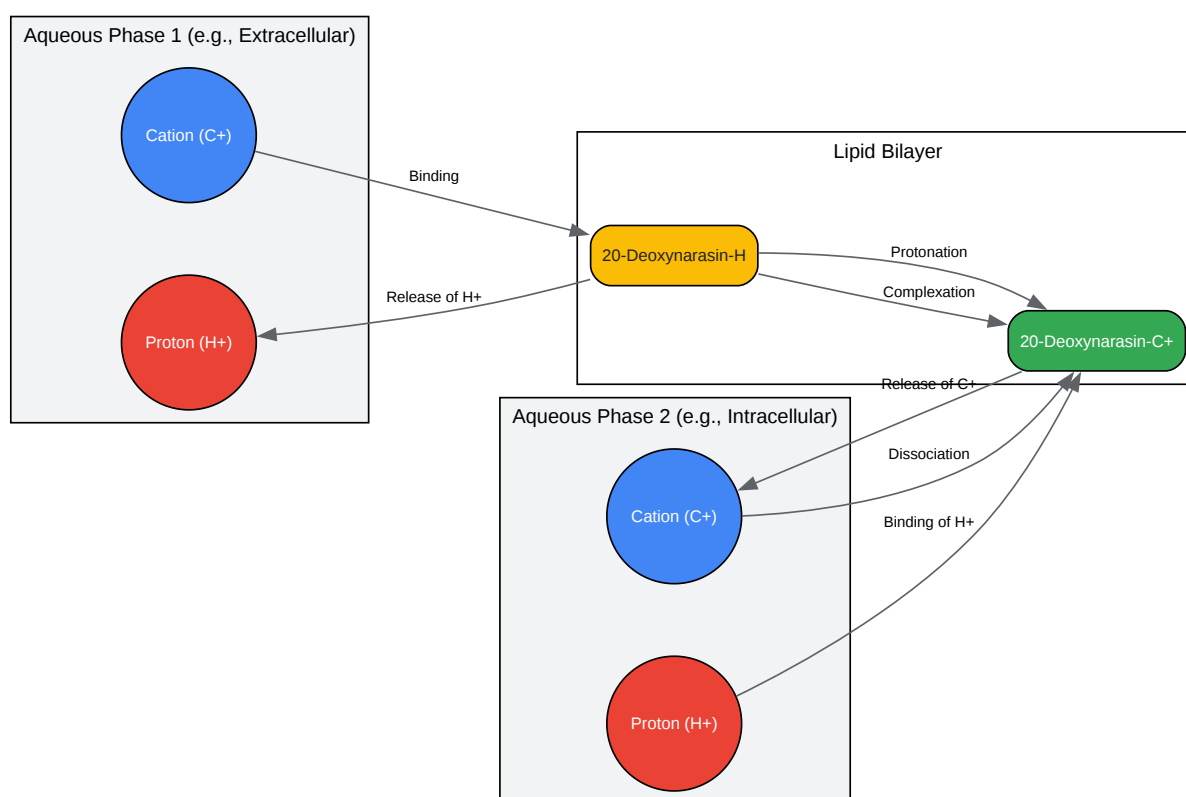 Aqueous Phase 1 (e.g., Extracellular)
Cation (C+)
Binding
Proton (H+)
Release of H+
Lipid Bilayer
20-Deoxynarasin-H
Protonation
Complexation
20-Deoxynarasin-C+
Release of C+
Aqueous Phase 2 (e.g., Intracellular)
Cation (C+)
Dissociation
Binding of H+
Proton (H+)